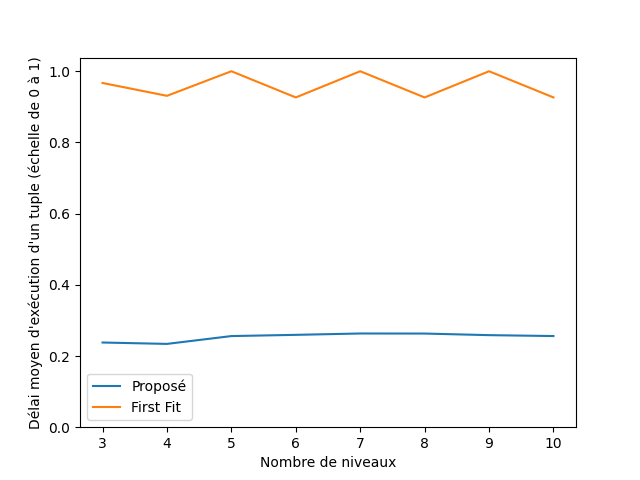 Délai moyen d'exécution d'un tuple (échelle de 0 à 1)
1.0
0.8
0.6
0.4
0.2
0.0
Proposé
First Fit
3 4 5 6 7 8 9 10
Nombre de niveaux